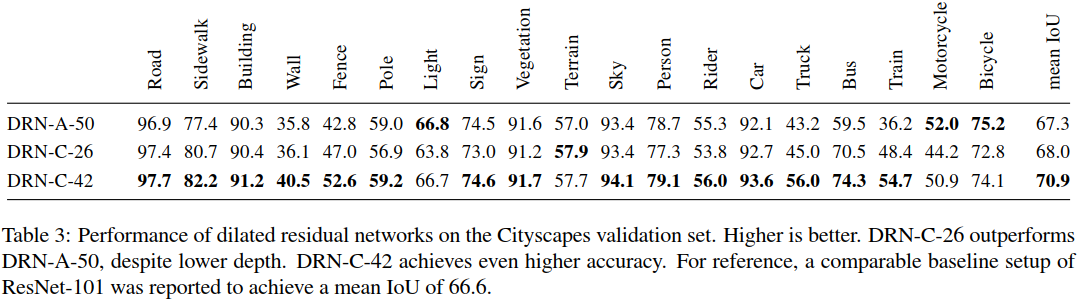 Road Sidewalk Building Wall Fence Pole Light Sign Vegetation Terrain Sky Person Rider Car Truck Bus Train Motorcycle Bicycle mean IoU
DRN-A-50 96.9 77.4 90.3 35.8 42.8 59.0 66.8 74.5 91.6 57.0 93.4 78.7 55.3 92.1 43.2 59.5 36.2 52.0 75.2 67.3
DRN-C-26 97.4 80.7 90.4 36.1 47.0 56.9 63.8 73.0 91.2 57.9 93.4 77.3 53.8 92.7 45.0 70.5 48.4 44.2 72.8 68.0
DRN-C-42 97.7 82.2 91.2 40.5 52.6 59.2 66.7 74.6 91.7 57.7 94.1 79.1 56.0 93.6 56.0 74.3 54.7 50.9 74.1 70.9
Table 3: Performance of dilated residual networks on the Cityscapes validation set. Higher is better. DRN-C-26 outperforms
DRN-A-50, despite lower depth. DRN-C-42 achieves even higher accuracy. For reference, a comparable baseline setup of
ResNet-101 was reported to achieve a mean IoU of 66.6.